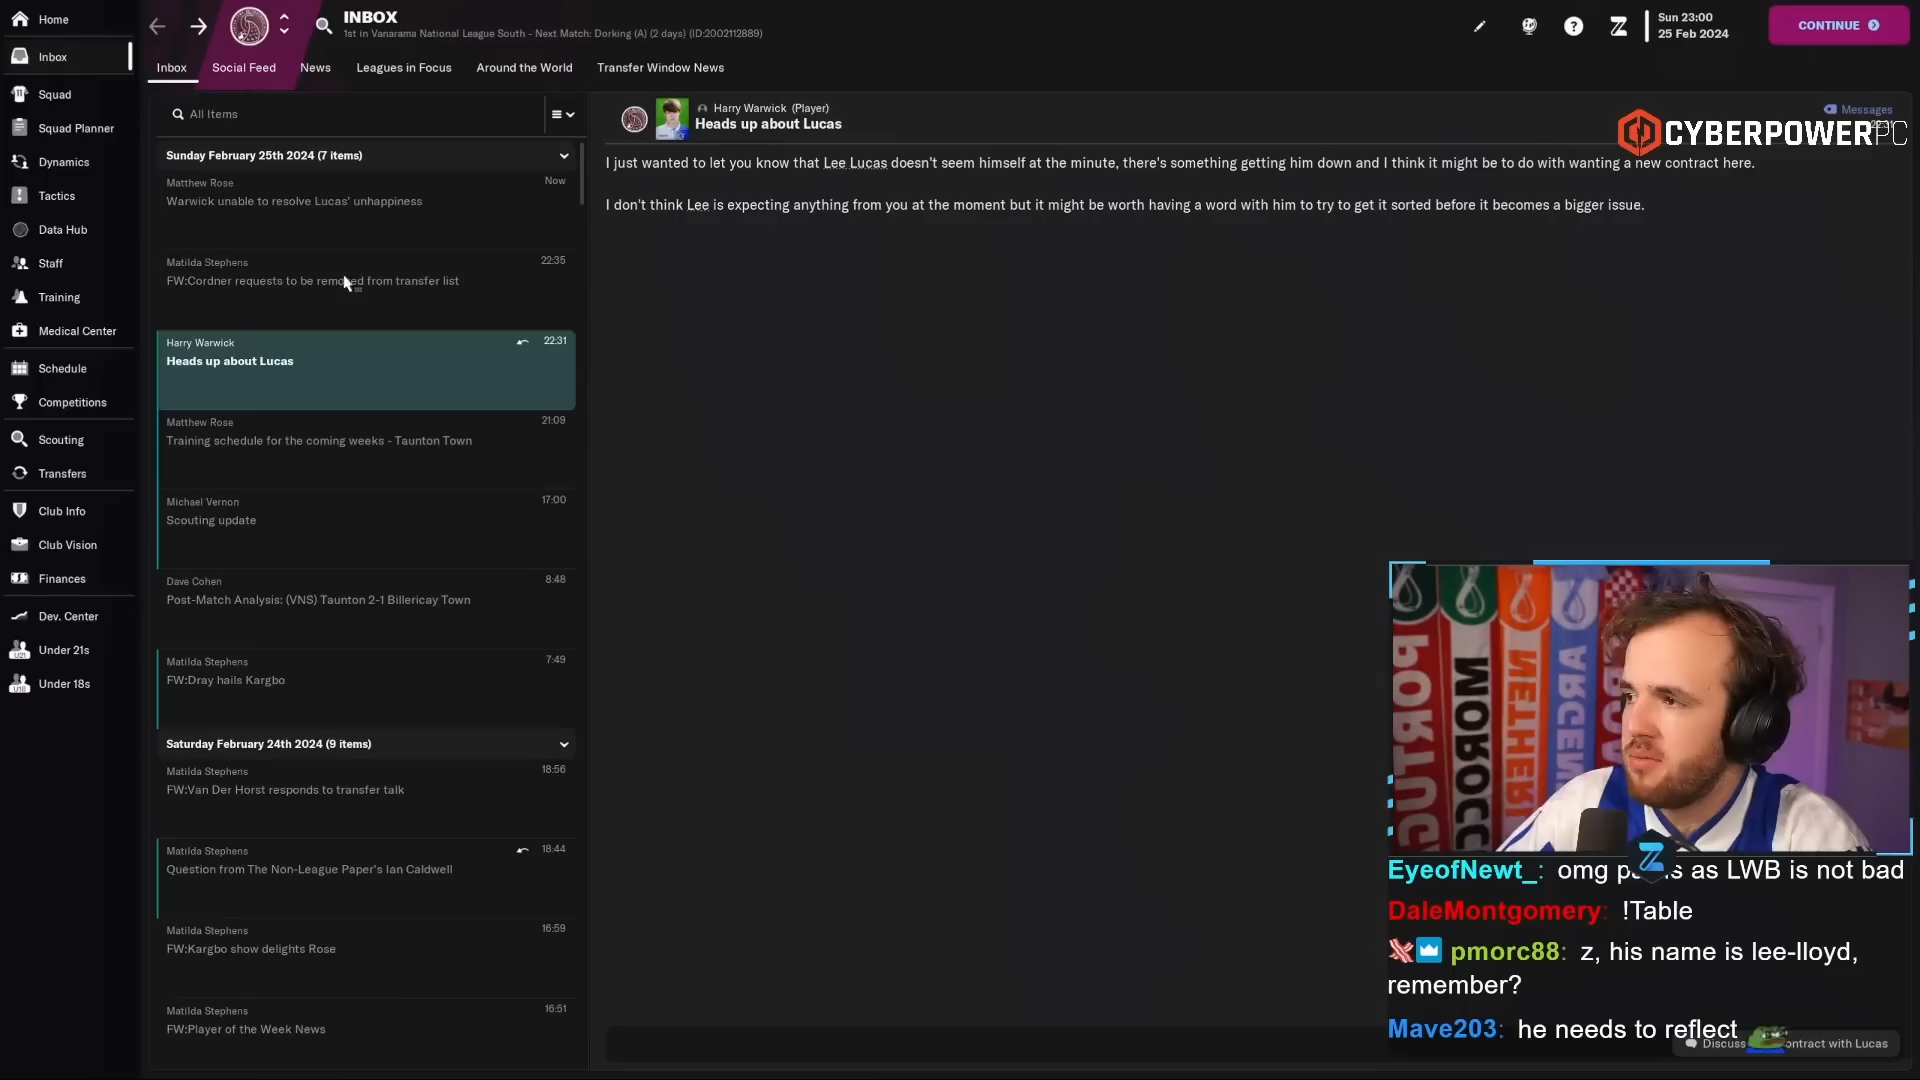 Home
Inbox
Squad
Squad Planner
Dynamics
Tactics
Data Hub
Staff
Training
Medical Center
Schedule
Competitions
Scouting
Transfers
Club Info
Club Vision
Finances
Dev. Center
Under 21s
Under 18s
INBOX
1st in Vanarama National League South - Next Match: Dorking (A) (2 days) (ID:2002112889)
Sun 23:00
25 Feb 2024
CONTINUE
Inbox Social Feed News Leagues in Focus Around the World Transfer Window News
All Items
Sunday February 25th 2024 (7 items)
Matthew Rose Now
Warwick unable to resolve Lucas' unhappiness
Matilda Stephens 22:35
FW:Cordner requests to be removed from transfer list
Harry Warwick 22:31
Heads up about Lucas
Matthew Rose 21:09
Training schedule for the coming weeks - Taunton Town
Michael Vernon 17:00
Scouting update
Dave Cohen 8:48
Post-Match Analysis: (VNS) Taunton 2-1 Billericay Town
Matilda Stephens 7:49
FW:Dray hails Kargbo
Saturday February 24th 2024 (9 items)
Matilda Stephens 18:56
FW:Van Der Horst responds to transfer talk
Matilda Stephens 18:44
Question from The Non-League Paper's Ian Caldwell
Matilda Stephens 16:59
FW:Kargbo show delights Rose
Matilda Stephens 16:51
FW:Player of the Week News
Harry Warwick (Player)
Heads up about Lucas
Messages
CYBERPOWERPC
I just wanted to let you know that Lee Lucas doesn't seem himself at the minute, there's something getting him down and I think it might be to do with wanting a new contract here.
I don't think Lee is expecting anything from you at the moment but it might be worth having a word with him to try to get it sorted before it becomes a bigger issue.
EyeofNewt_: omg as LWB is not bad
DaleMontgomery: !Table
pmorc88: z, his name is lee-lloyd,
remember?
Mave203: he needs to reflect
Discuss contract with Lucas